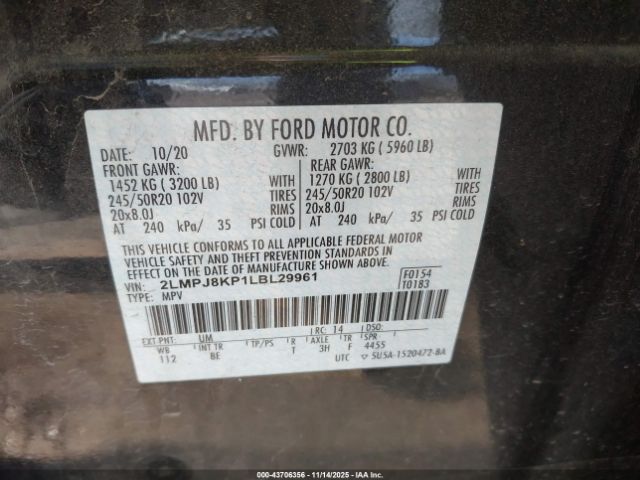 MFD. BY FORD MOTOR CO.
DATE: 10/20 GVWR: 2703 KG ( 5960 LB)
FRONT GAWR: REAR GAWR:
1452 KG ( 3200 LB) WITH 1270 KG ( 2800 LB) WITH
245/50R20 102V TIRES 245/50R20 102V TIRES
20x8.0J RIMS 20x8.0J RIMS
AT 240 kPa/ 35 PSI COLD AT 240 kPa/ 35 PSI COLD
THIS VEHICLE CONFORMS TO ALL APPLICABLE FEDERAL MOTOR
VEHICLE SAFETY AND THEFT PREVENTION STANDARDS IN
EFFECT ON THE DATE OF MANUFACTURE SHOWN ABOVE.
VIN: 2LMPJ8KP1LBL29961 F0154
TYPE: MPV T0183
EXT PNT: UM RC: 14 DSO:
WB INT TR TP/PS R AXLE TR SPR
112 8E T 3H F 4455 UTC 5U5A-1520472-BA
000-43706356 - 11/14/2025 - IAA Inc.